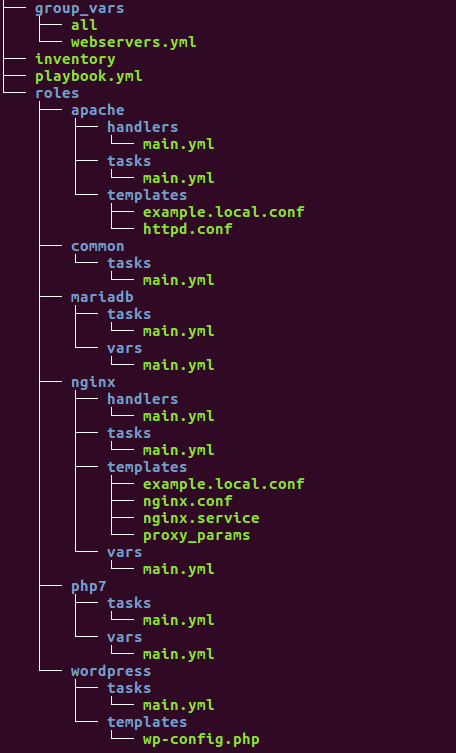 group_vars
all
webservers.yml
inventory
playbook.yml
roles
apache
handlers
main.yml
tasks
main.yml
templates
example.local.conf
httpd.conf
common
tasks
main.yml
mariadb
tasks
main.yml
vars
main.yml
nginx
handlers
main.yml
tasks
main.yml
templates
example.local.conf
nginx.conf
nginx.service
proxy_params
vars
main.yml
php7
tasks
main.yml
vars
main.yml
wordpress
tasks
main.yml
templates
wp-config.php